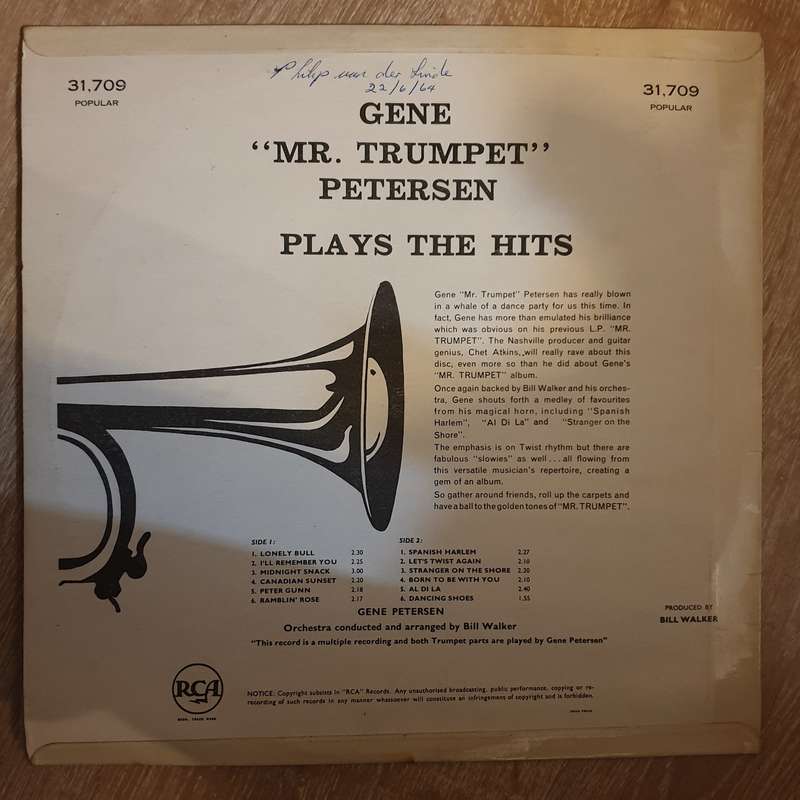 Philip van der Linde
22/6/64
31,709
POPULAR
31,709
POPULAR
GENE
“MR. TRUMPET”
PETERSEN
PLAYS THE HITS
Gene "Mr. Trumpet" Petersen has really blown
in a whale of a dance party for us this time. In
fact, Gene has more than emulated his brilliance
which was obvious on his previous L.P. "MR.
TRUMPET". The Nashville producer and guitar
genius, Chet Atkins, will really rave about this
disc, even more so than he did about Gene's
"MR. TRUMPET" album.
Once again backed by Bill Walker and his orches-
tra, Gene shouts forth a medley of favourites
from his magical horn, including "Spanish
Harlem", "Al Di La" and "Stranger on the
Shore".
The emphasis is on Twist rhythm but there are
fabulous "slowies" as well . . . all flowing from
this versatile musician's repertoire, creating a
gem of an album.
So gather around friends, roll up the carpets and
have a ball to the golden tones of "MR. TRUMPET".
SIDE 1:
1. LONELY BULL 2.30
2. I'LL REMEMBER YOU 2.25
3. MIDNIGHT SNACK 3.00
4. CANADIAN SUNSET 2.20
5. PETER GUNN 2.18
6. RAMBLIN' ROSE 2.17
SIDE 2:
1. SPANISH HARLEM 2.27
2. LET'S TWIST AGAIN 2.10
3. STRANGER ON THE SHORE 2.20
4. BORN TO BE WITH YOU 2.10
5. AL DI LA 2.40
6. DANCING SHOES 1.55
GENE PETERSEN
Orchestra conducted and arranged by Bill Walker
"This record is a multiple recording and both Trumpet parts are played by Gene Petersen"
PRODUCED BY
BILL WALKER
RCA
NOTICE: Copyright subsists in "RCA" Records. Any unauthorised broadcasting, public performance, copying or re-
recording of such records in any manner whatsoever will constitute an infringement of copyright and is forbidden.